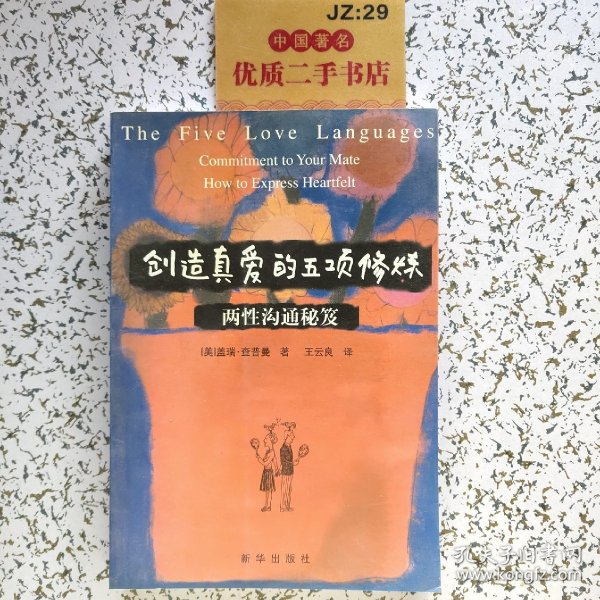 JZ:29
中国著名
优质二手书店
The Five Love Languages
Commitment to Your Mate
How to Express Heartfelt
创造真爱的五项修炼
两性沟通秘笈
[美]盖瑞·查普曼 著 王云良 译
新华出版社
孔夫子旧书网
www.kongfz.com